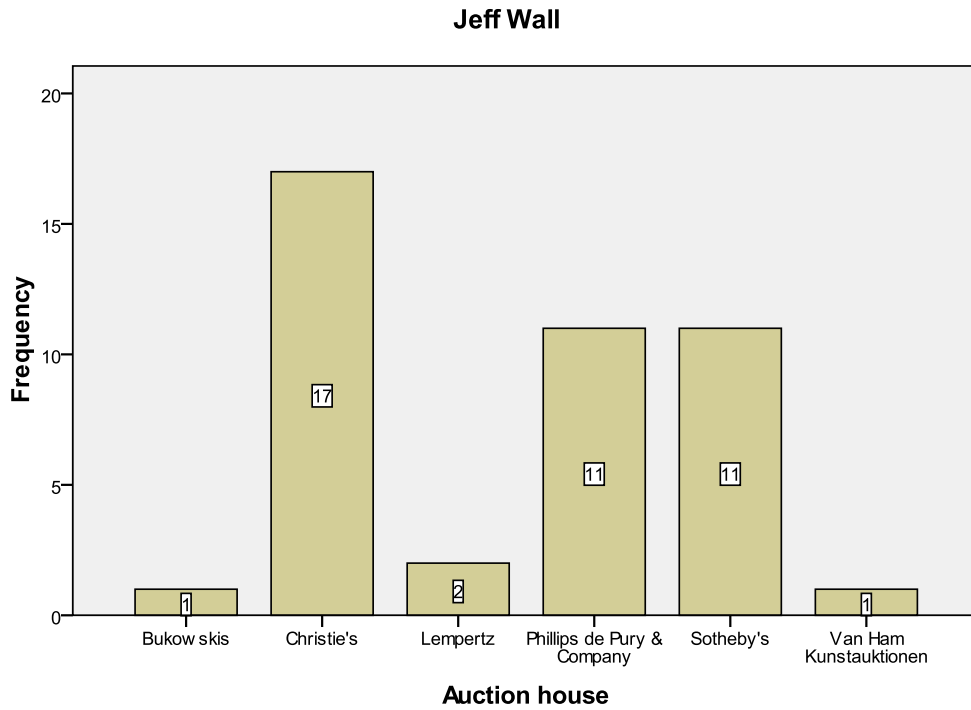 Jeff Wall
Frequency
20
15
10
5
0
1
17
2
11
11
1
Bukow skis
Christie's
Lempertz
Phillips de Pury &
Company
Sotheby's
Van Ham
Kunstauktionen
Auction house